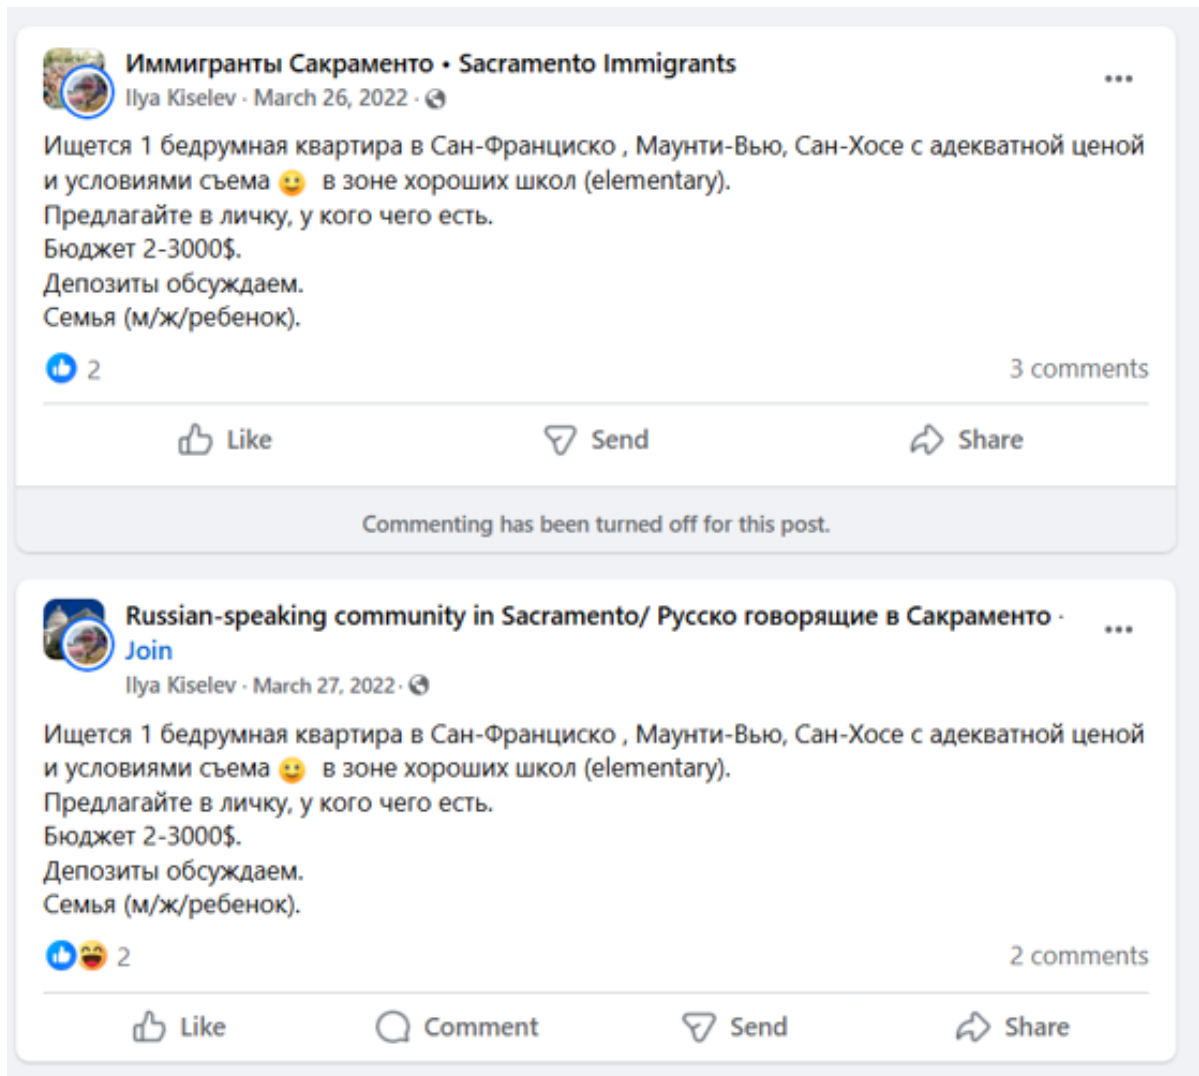 Иммигранты Сакраменто • Sacramento Immigrants
Ilya Kiselev · March 26, 2022 ·
Ищется 1 бедрумная квартира в Сан-Франциско , Маунти-Вью, Сан-Хосе с адекватной ценой
и условиями съема 🙂 в зоне хороших школ (elementary).
Предлагайте в личку, у кого чего есть.
Бюджет 2-3000$.
Депозиты обсуждаем.
Семья (м/ж/ребенок).
2 3 comments
Like Send Share
Commenting has been turned off for this post.
Russian-speaking community in Sacramento/ Русско говорящие в Сакраменто ·
Join
Ilya Kiselev · March 27, 2022 ·
Ищется 1 бедрумная квартира в Сан-Франциско , Маунти-Вью, Сан-Хосе с адекватной ценой
и условиями съема 🙂 в зоне хороших школ (elementary).
Предлагайте в личку, у кого чего есть.
Бюджет 2-3000$.
Депозиты обсуждаем.
Семья (м/ж/ребенок).
2 2 comments
Like Comment Send Share